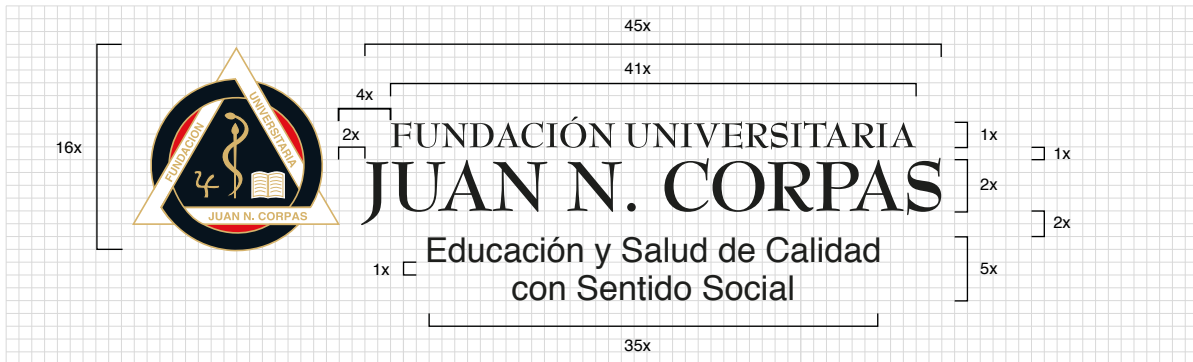 45x
41x
4x
2x
16x
FUNDACION
UNIVERSITARIA
JUAN N. CORPAS
FUNDACIÓN UNIVERSITARIA
JUAN N. CORPAS
Educación y Salud de Calidad
con Sentido Social
1x
1x
2x
2x
5x
1x
35x